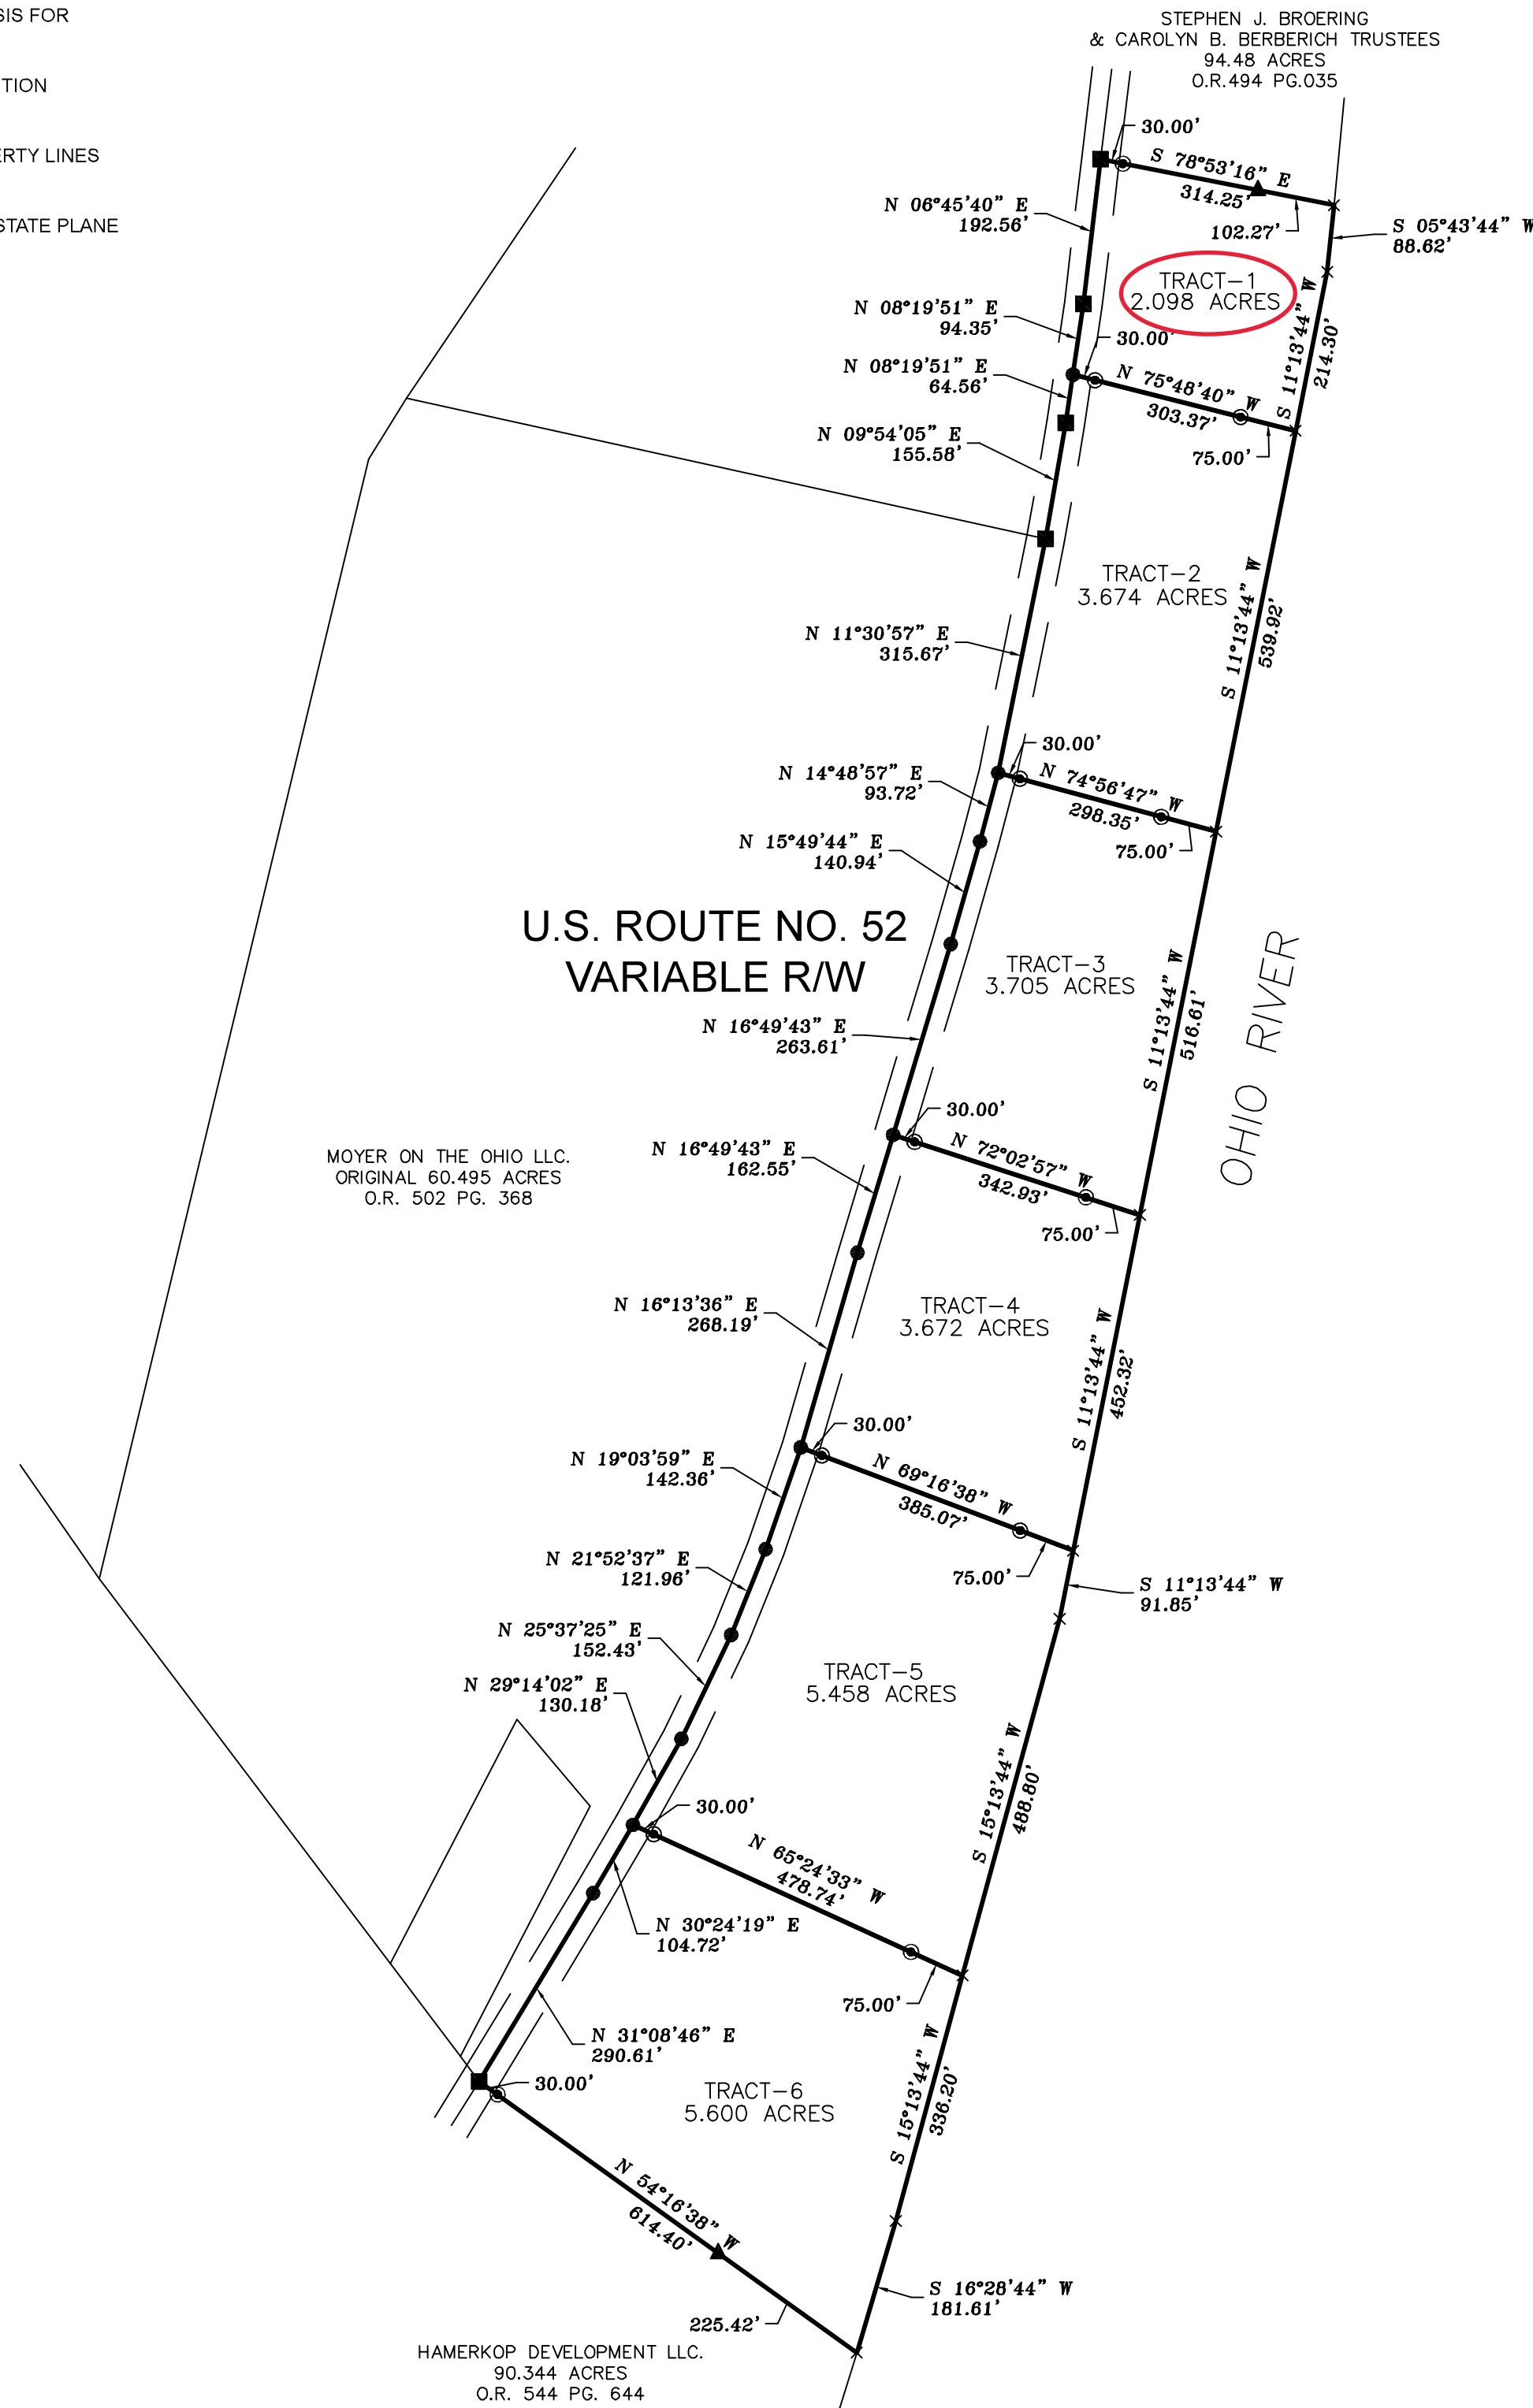 SIS FOR
TION
ERTY LINES
STATE PLANE
STEPHEN J. BROERING
& CAROLYN B. BERBERICH TRUSTEES
94.48 ACRES
O.R.494 PG.035
30.00'
S 78°53'16" E
314.25'
102.27'
N 06°45'40" E
192.56'
S 05°43'44" W
88.62'
TRACT-1
2.098 ACRES
N 08°19'51" E
94.35'
30.00'
S 11°13'44" W
214.30'
N 08°19'51" E
64.56'
N 75°48'40" W
303.37'
75.00'
N 09°54'05" E
155.58'
TRACT-2
3.674 ACRES
S 11°13'44" W
539.92'
N 11°30'57" E
315.67'
30.00'
N 74°56'47" W
298.35'
75.00'
N 14°48'57" E
93.72'
N 15°49'44" E
140.94'
U.S. ROUTE NO. 52
VARIABLE R/W
TRACT-3
3.705 ACRES
S 11°13'44" W
516.61'
OHIO RIVER
N 16°49'43" E
263.61'
30.00'
N 72°02'57" W
342.93'
75.00'
MOYER ON THE OHIO LLC.
ORIGINAL 60.495 ACRES
O.R. 502 PG. 368
N 16°49'43" E
162.55'
N 16°13'36" E
268.19'
TRACT-4
3.672 ACRES
S 11°13'44" W
452.32'
30.00'
N 69°16'38" W
385.07'
75.00'
N 19°03'59" E
142.36'
N 21°52'37" E
121.96'
S 11°13'44" W
91.85'
N 25°37'25" E
152.43'
N 29°14'02" E
130.18'
TRACT-5
5.458 ACRES
S 15°13'44" W
488.80'
30.00'
N 65°24'33" W
478.74'
75.00'
N 30°24'19" E
104.72'
N 31°08'46" E
290.61'
30.00'
TRACT-6
5.600 ACRES
S 15°13'44" W
336.20'
N 54°16'38" W
614.40'
225.42'
S 16°28'44" W
181.61'
HAMERKOP DEVELOPMENT LLC.
90.344 ACRES
O.R. 544 PG. 644